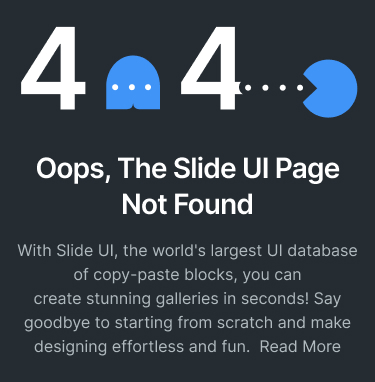 4 4
Oops, The Slide UI Page
Not Found
With Slide UI, the world's largest UI database
of copy-paste blocks, you can
create stunning galleries in seconds! Say
goodbye to starting from scratch and make
designing effortless and fun.  Read More